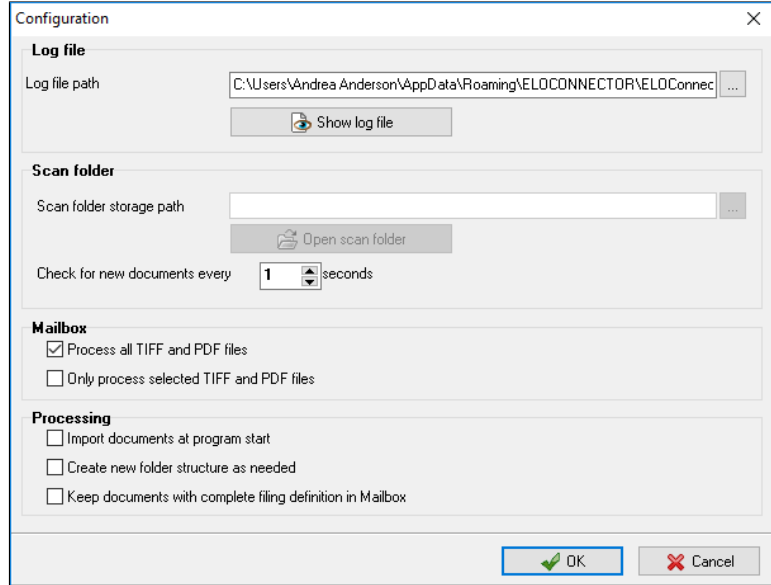 Configuration
Log file
Log file path C:\Users\Andrea Anderson\AppData\Roaming\ELOCONNECTOR\ELOConnec ...
Show log file
Scan folder
Scan folder storage path ...
Open scan folder
Check for new documents every 1 seconds
Mailbox
Process all TIFF and PDF files
Only process selected TIFF and PDF files
Processing
Import documents at program start
Create new folder structure as needed
Keep documents with complete filing definition in Mailbox
OK Cancel